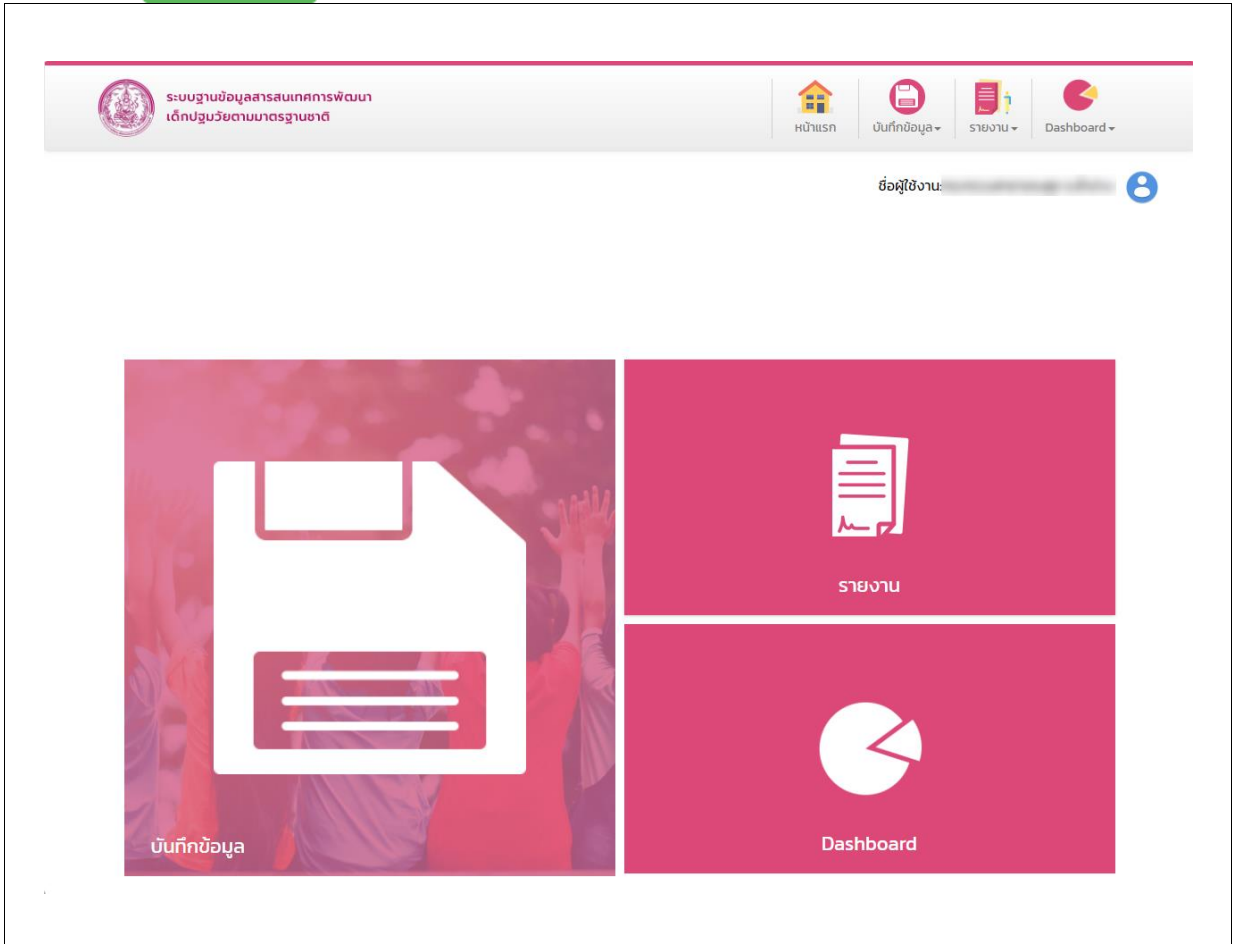 ระบบฐานข้อมูลสารสนเทศการพัฒนา
เด็กปฐมวัยตามมาตรฐานชาติ
หน้าแรก
บันทึกข้อมูล
รายงาน
Dashboard
ชื่อผู้ใช้งาน:
รายงาน
บันทึกข้อมูล
Dashboard